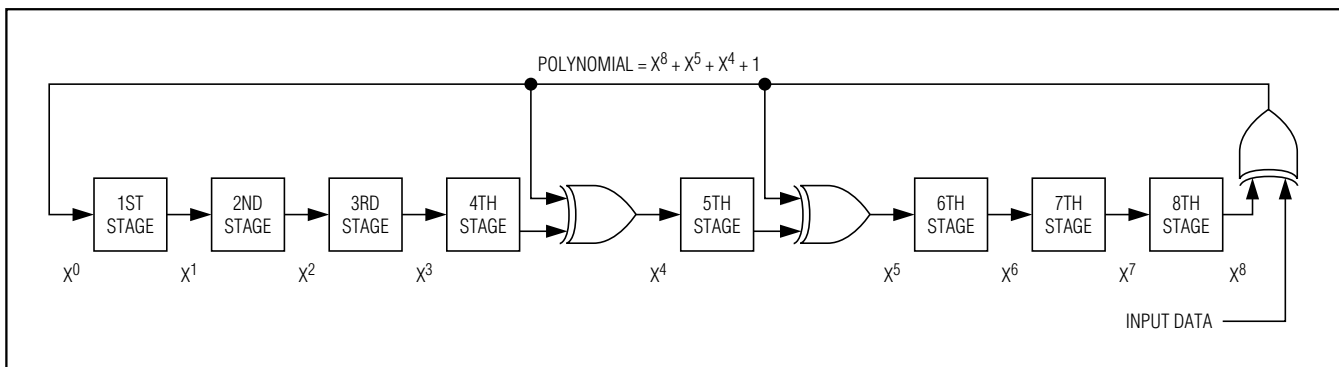 POLYNOMIAL = X⁸ + X⁵ + X⁴ + 1
1ST
STAGE
2ND
STAGE
3RD
STAGE
4TH
STAGE
5TH
STAGE
6TH
STAGE
7TH
STAGE
8TH
STAGE
X⁰
X¹
X²
X³
X⁴
X⁵
X⁶
X⁷
X⁸
INPUT DATA